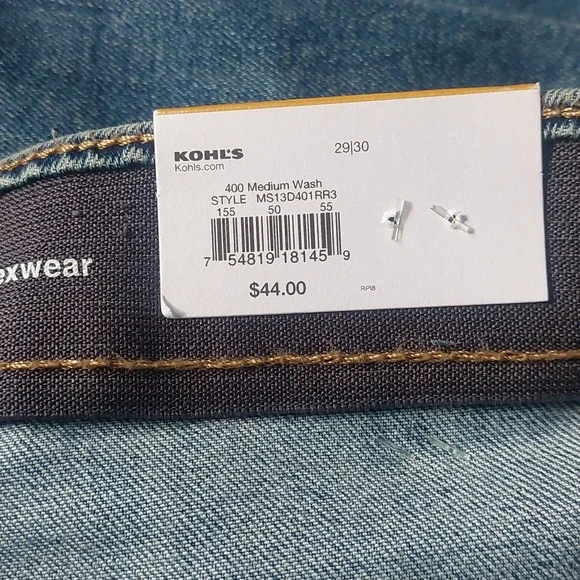 KOHL'S 29|30
Kohls.com
400 Medium Wash
STYLE MS13D401RR3
155 50 55
7 54819 18145 9
$44.00 RPI8
exwear